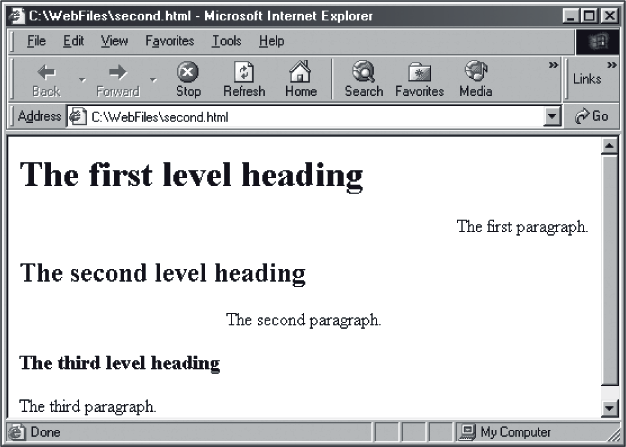 C:\WebFiles\second.html - Microsoft Internet Explorer
File Edit View Favorites Tools Help
Back Forward Stop Refresh Home Search Favorites Media » Links »
Address C:\WebFiles\second.html Go
The first level heading
The first paragraph.
The second level heading
The second paragraph.
The third level heading
The third paragraph.
Done My Computer